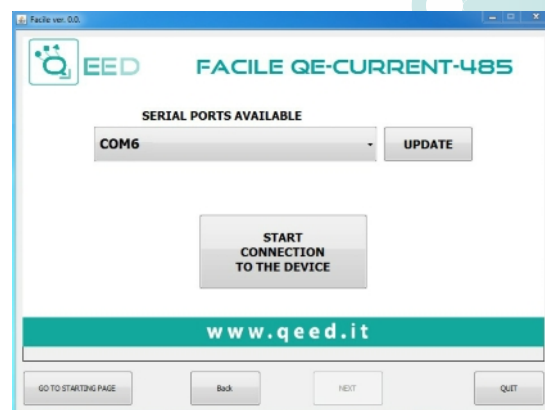 Facile ver. 0.0.
QEED
FACILE QE-CURRENT-485
SERIAL PORTS AVAILABLE
COM6
UPDATE
START
CONNECTION
TO THE DEVICE
www.qeed.it
GO TO STARTING PAGE
Back
NEXT
QUIT